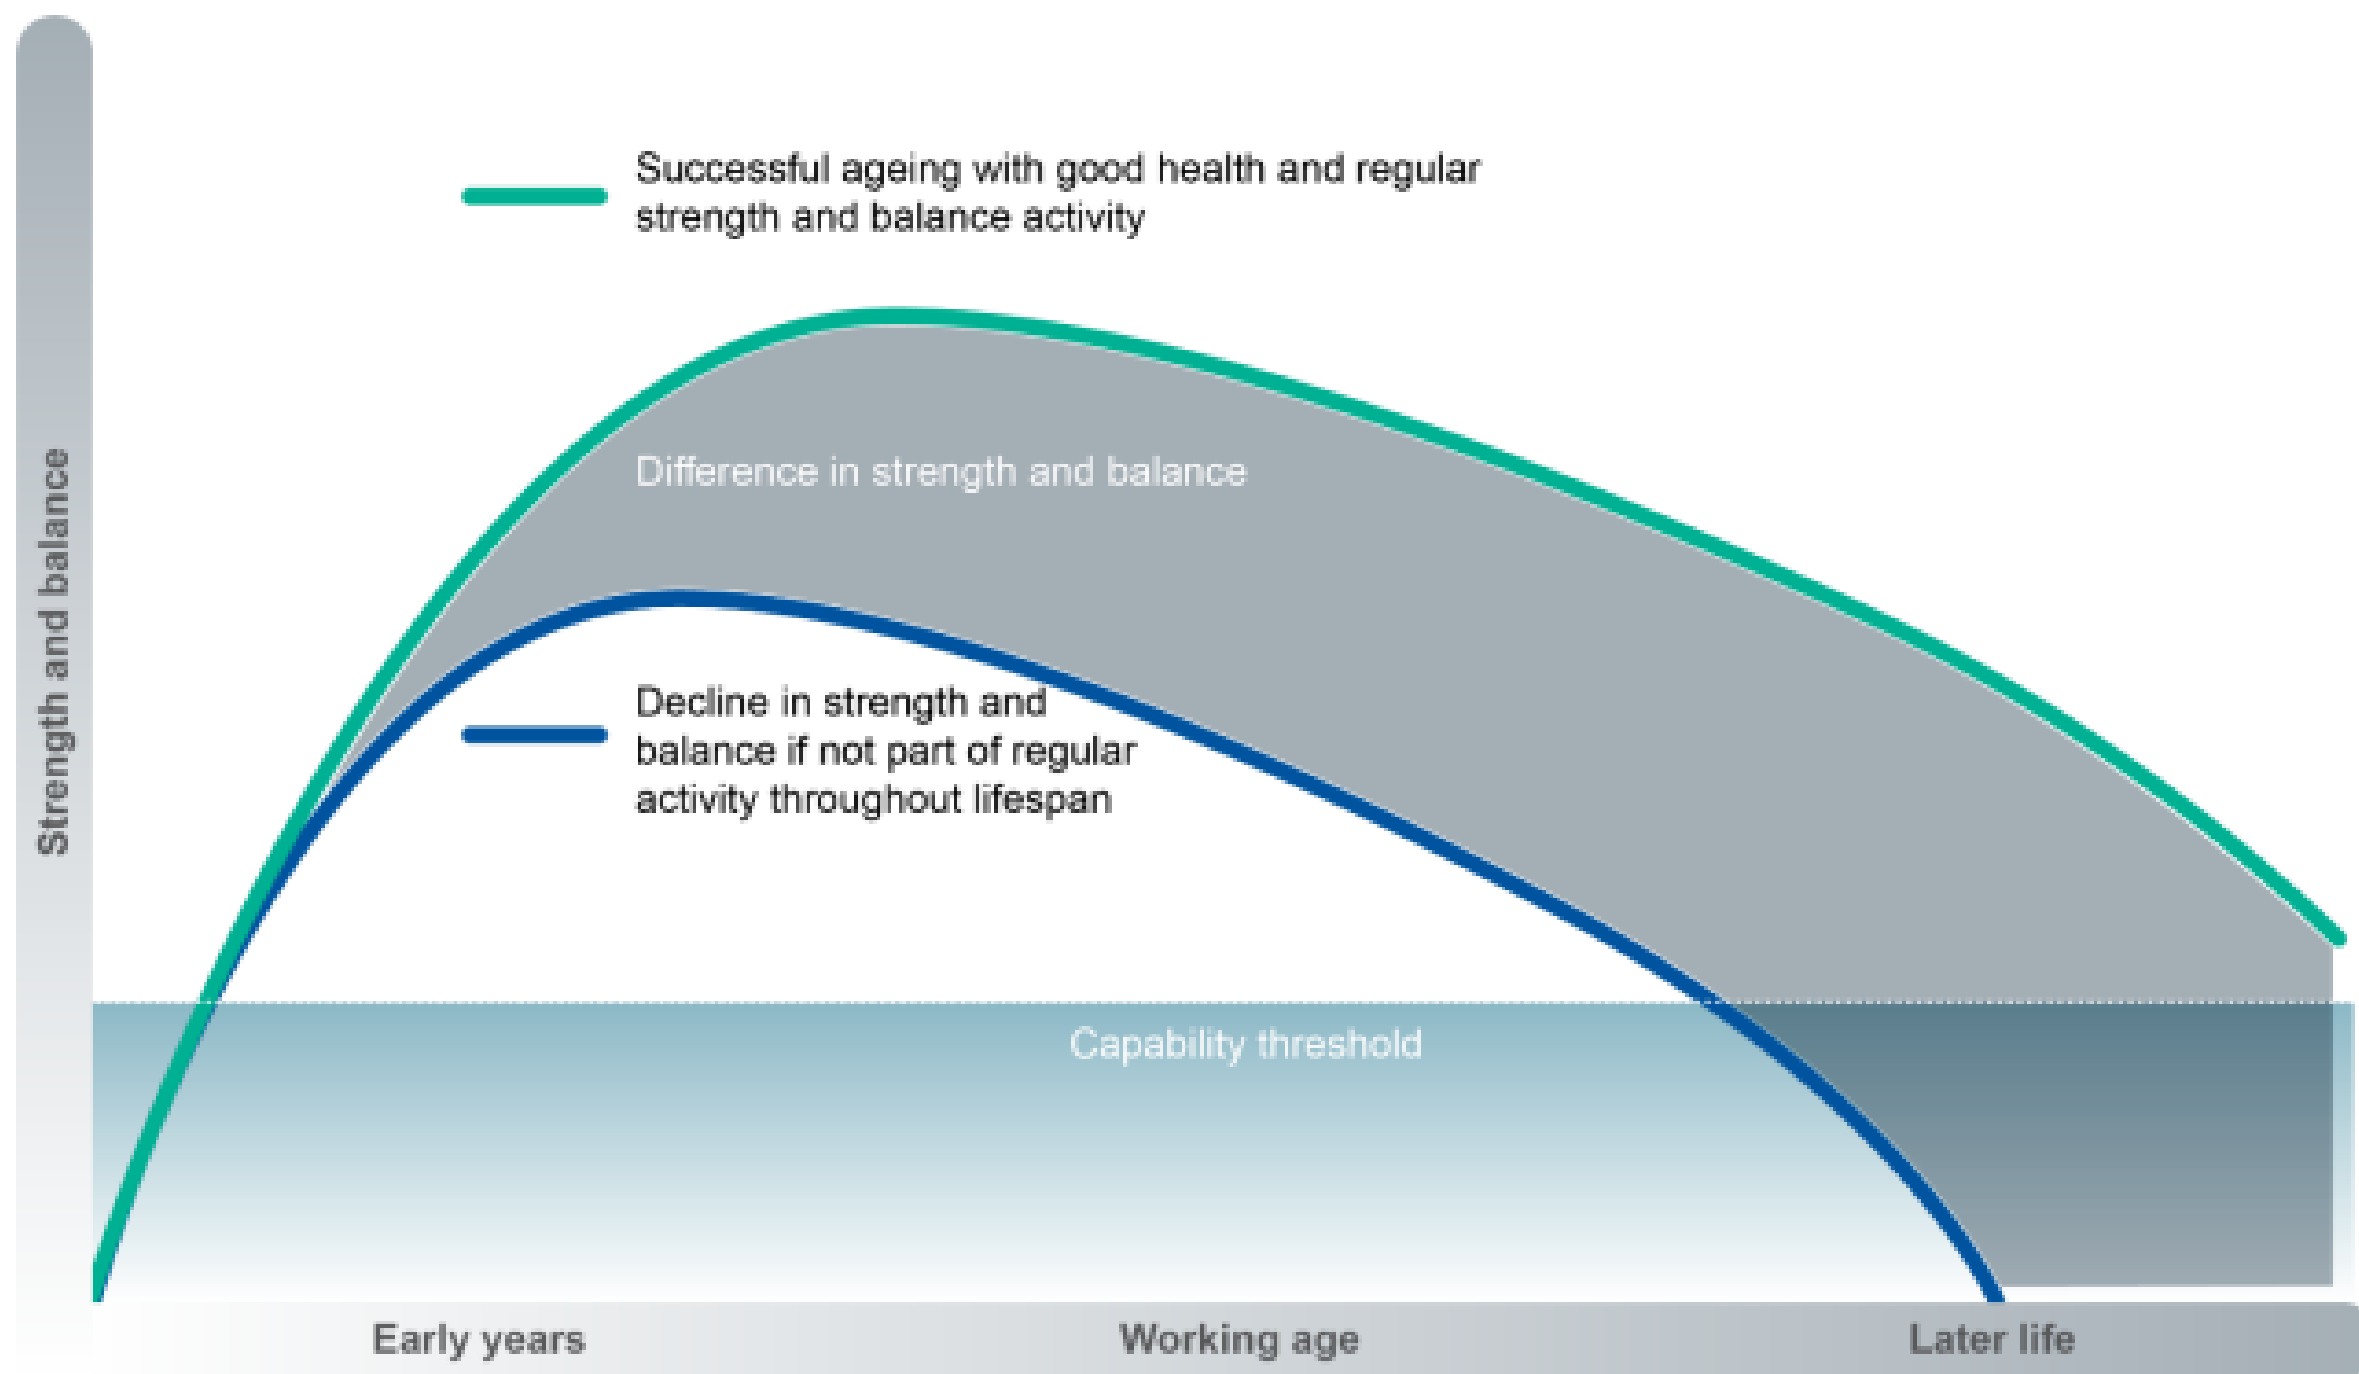 Successful ageing with good health and regular
strength and balance activity
Difference in strength and balance
Decline in strength and
balance if not part of regular
activity throughout lifespan
Strength and balance
Capability threshold
Early years
Working age
Later life